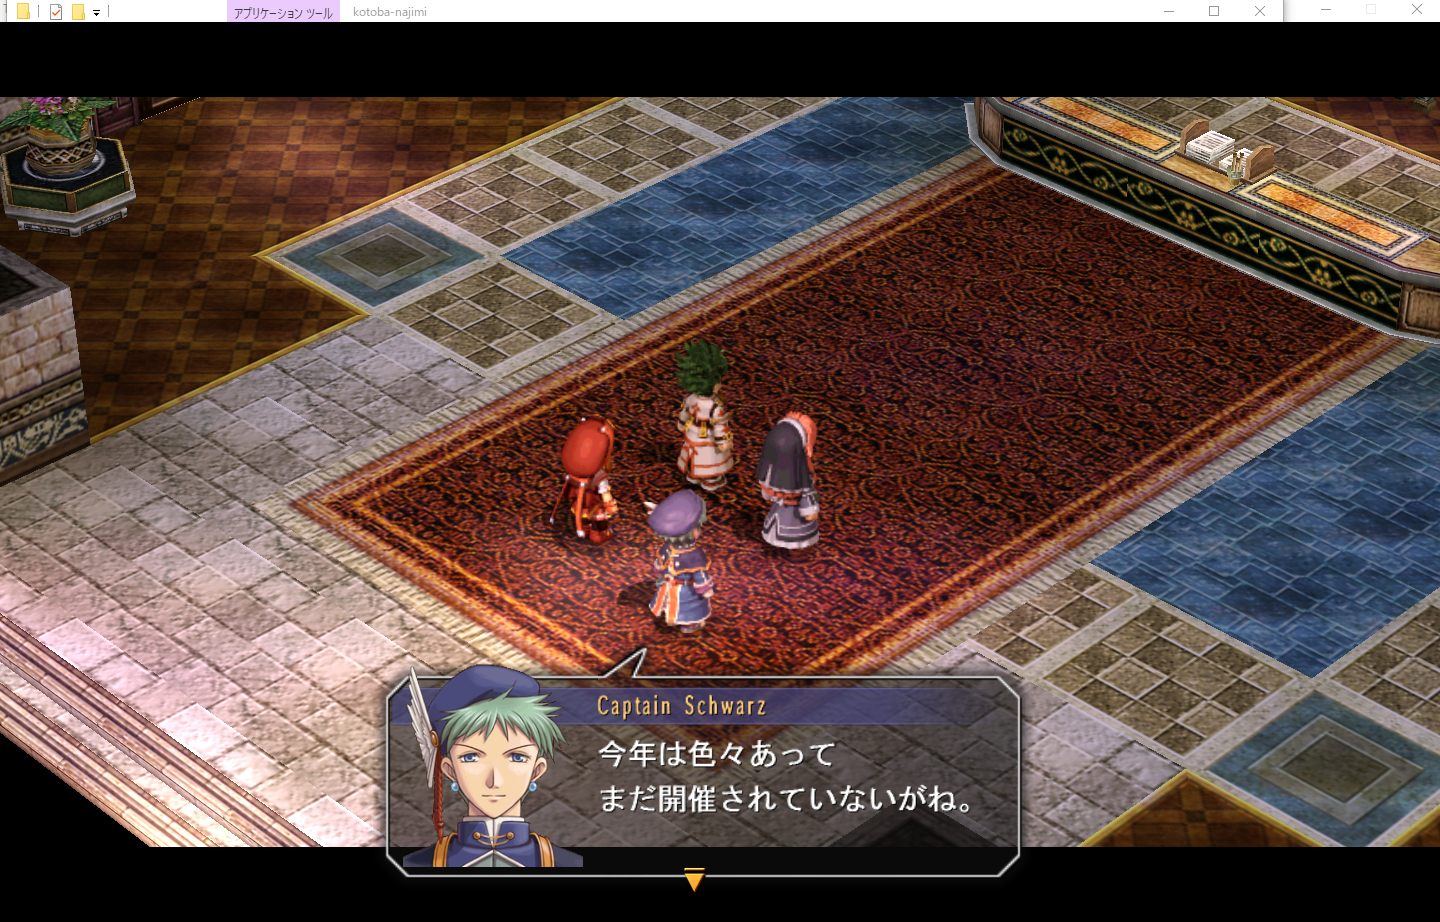 アプリケーション ツール
kotoba-najimi
Captain Schwarz
今年は色々あって
まだ開催されていないがね。